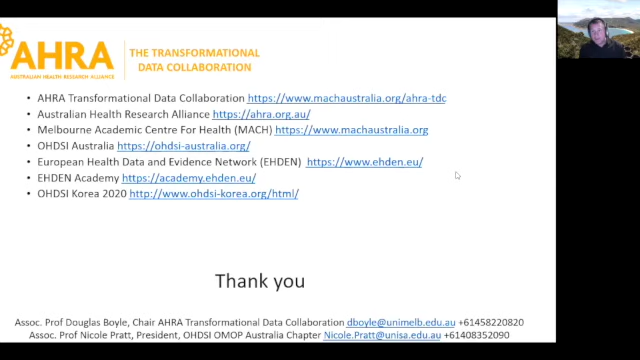 AHRA
AUSTRALIAN HEALTH RESEARCH ALLIANCE
THE TRANSFORMATIONAL
DATA COLLABORATION
• AHRA Transformational Data Collaboration https://www.machaustralia.org/ahra-tdc
• Australian Health Research Alliance https://ahra.org.au/
• Melbourne Academic Centre For Health (MACH) https://www.machaustralia.org
• OHDSI Australia https://ohdsi-australia.org/
• European Health Data and Evidence Network (EHDEN) https://www.ehden.eu/
• EHDEN Academy https://academy.ehden.eu/
• OHDSI Korea 2020 http://www.ohdsi-korea.org/html/
Thank you
Assoc. Prof Douglas Boyle, Chair AHRA Transformational Data Collaboration dboyle@unimelb.edu.au +61458220820
Assoc. Prof Nicole Pratt, President, OHDSI OMOP Australia Chapter Nicole.Pratt@unisa.edu.au +61408352090